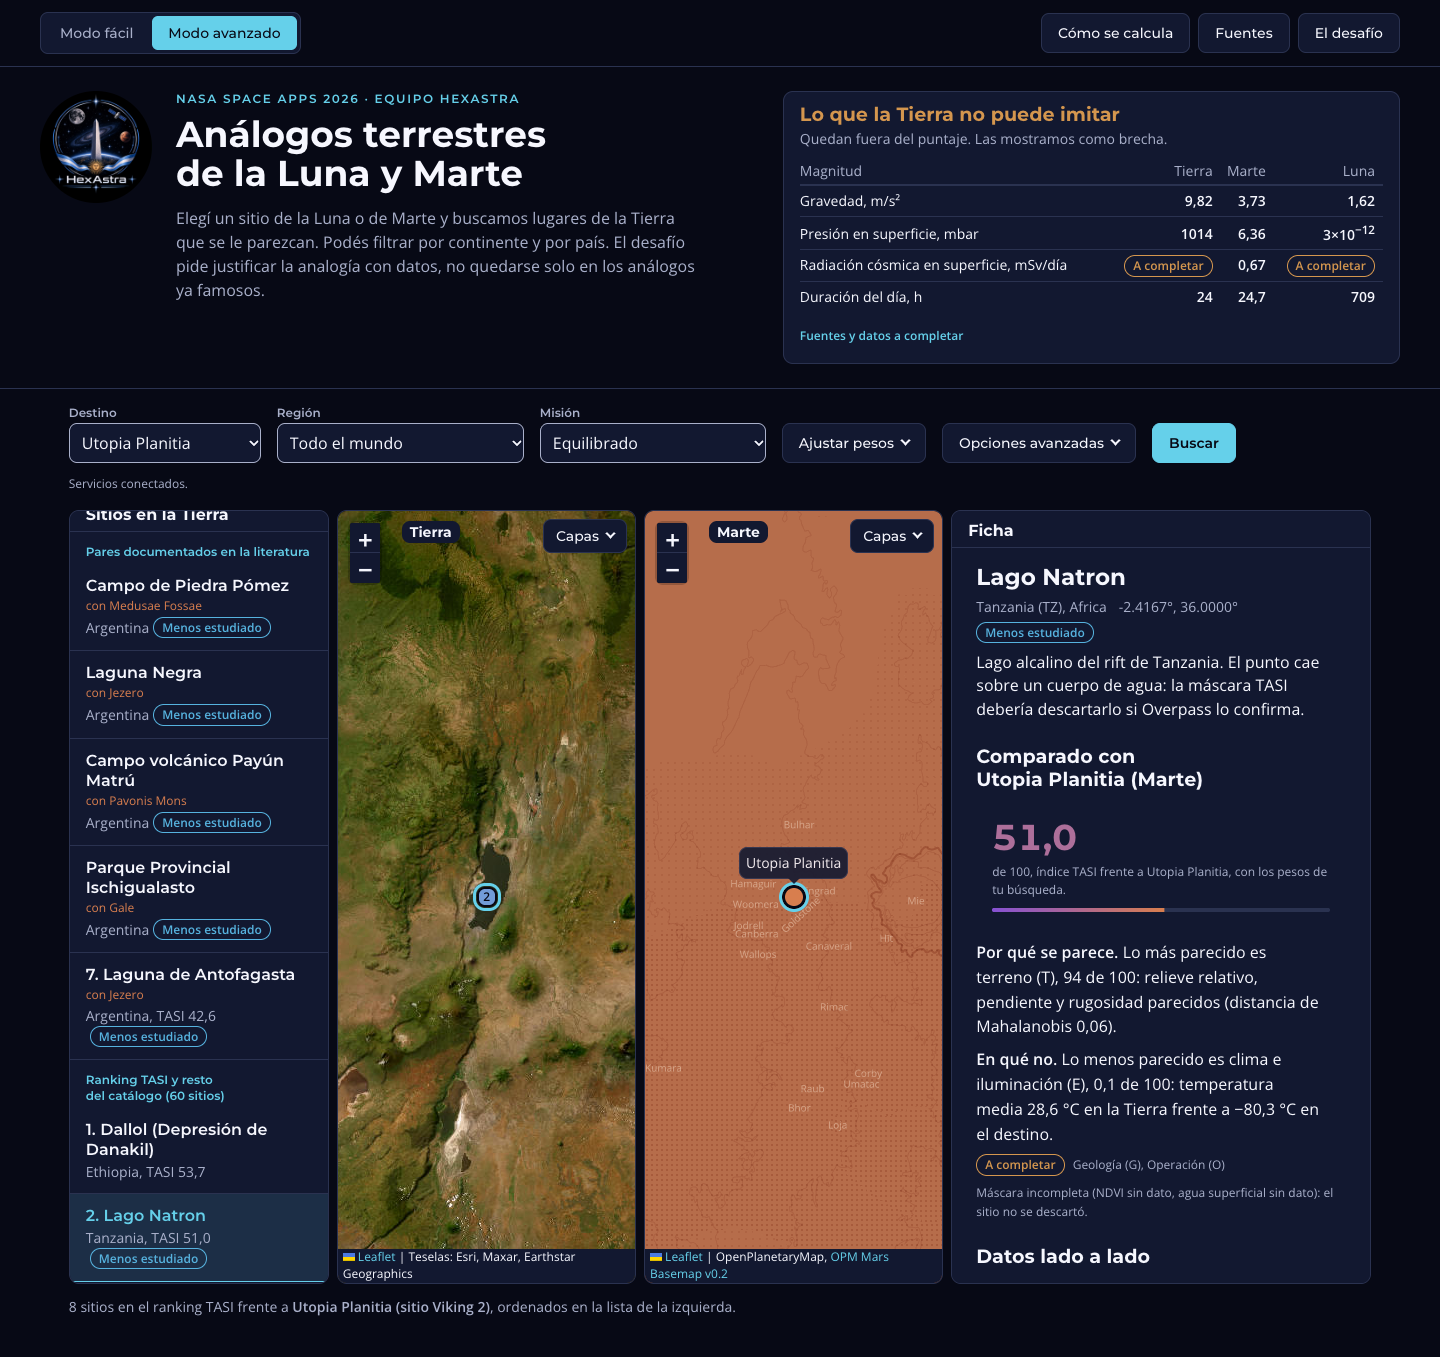 Modo fácil
Modo avanzado
Cómo se calcula
Fuentes
El desafío
HexAstra
NASA SPACE APPS 2026 · EQUIPO HEXASTRA
Análogos terrestres
de la Luna y Marte
Elegí un sitio de la Luna o de Marte y buscamos lugares de la Tierra
que se le parezcan. Podés filtrar por continente y por país. El desafío
pide justificar la analogía con datos, no quedarse solo en los análogos
ya famosos.
Lo que la Tierra no puede imitar
Quedan fuera del puntaje. Las mostramos como brecha.
Magnitud Tierra Marte Luna
Gravedad, m/s² 9,82 3,73 1,62
Presión en superficie, mbar 1014 6,36 3×10⁻¹²
Radiación cósmica en superficie, mSv/día A completar 0,67 A completar
Duración del día, h 24 24,7 709
Fuentes y datos a completar
Destino
Utopia Planitia
Región
Todo el mundo
Misión
Equilibrado
Ajustar pesos
Opciones avanzadas
Buscar
Servicios conectados.
Sitios en la Tierra
Pares documentados en la literatura
Campo de Piedra Pómez
con Medusae Fossae
Argentina Menos estudiado
Laguna Negra
con Jezero
Argentina Menos estudiado
Campo volcánico Payún
Matrú
con Pavonis Mons
Argentina Menos estudiado
Parque Provincial
Ischigualasto
con Gale
Argentina Menos estudiado
7. Laguna de Antofagasta
con Jezero
Argentina, TASI 42,6
Menos estudiado
Ranking TASI y resto
del catálogo (60 sitios)
1. Dallol (Depresión de
Danakil)
Ethiopia, TASI 53,7
2. Lago Natron
Tanzania, TASI 51,0
Menos estudiado
+
−
Tierra
Capas
2
Leaflet | Teselas: Esri, Maxar, Earthstar
Geographics
+
−
Marte
Capas
Bulhar
Utopia Planitia
Hamaguir
ngrad
Woomera
Goldstone
Mie
Jodrell
Canberra
Hit
Canaveral
Wallops
Rimac
Kumara
Corby
Umatac
Raub
Bhor
Loja
Leaflet | OpenPlanetaryMap, OPM Mars
Basemap v0.2
Ficha
Lago Natron
Tanzania (TZ), Africa -2.4167°, 36.0000°
Menos estudiado
Lago alcalino del rift de Tanzania. El punto cae
sobre un cuerpo de agua: la máscara TASI
debería descartarlo si Overpass lo confirma.
Comparado con
Utopia Planitia (Marte)
51,0
de 100, índice TASI frente a Utopia Planitia, con los pesos de
tu búsqueda.
Por qué se parece. Lo más parecido es
terreno (T), 94 de 100: relieve relativo,
pendiente y rugosidad parecidos (distancia de
Mahalanobis 0,06).
En qué no. Lo menos parecido es clima e
iluminación (E), 0,1 de 100: temperatura
media 28,6 °C en la Tierra frente a −80,3 °C en
el destino.
A completar Geología (G), Operación (O)
Máscara incompleta (NDVI sin dato, agua superficial sin dato): el
sitio no se descartó.
Datos lado a lado
8 sitios en el ranking TASI frente a Utopia Planitia (sitio Viking 2), ordenados en la lista de la izquierda.